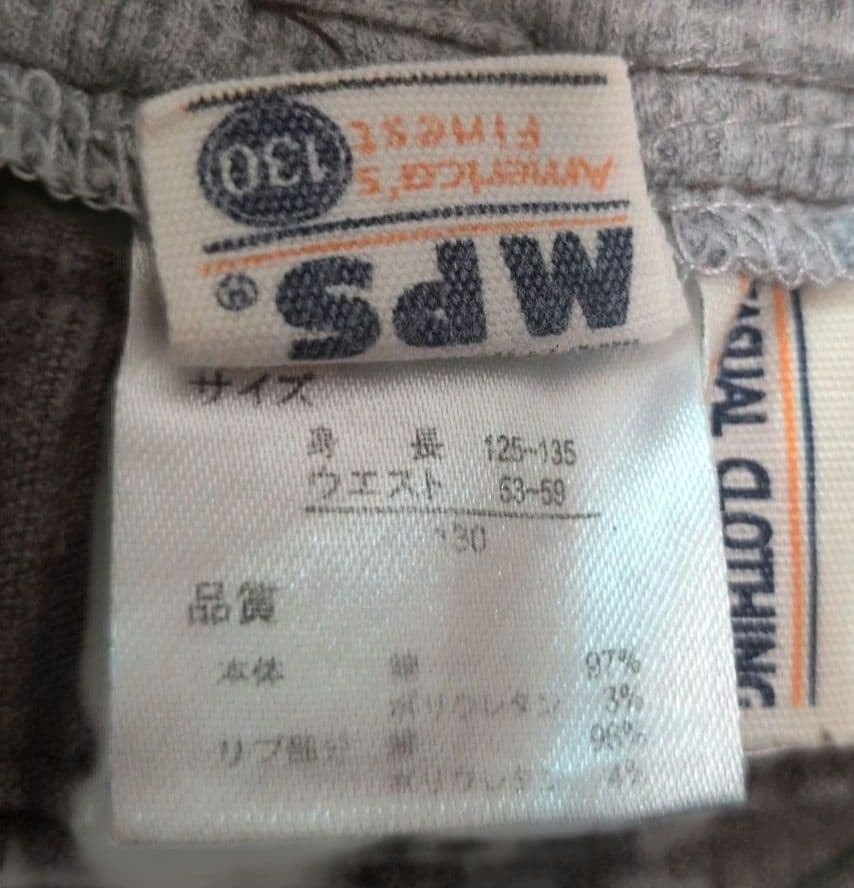 America's
Finest
130
MPS®
サイズ
身長 125-135
ウエスト 53-59
130
品質
本体 綿 97%
ポリウレタン 3%
リブ部分 綿 96%
ポリウレタン 4%
CLOTHING